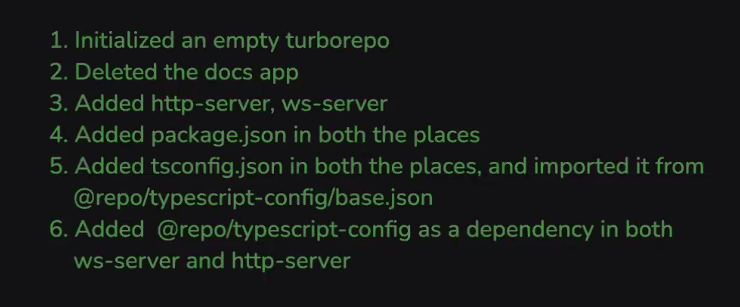 1. Initialized an empty turborepo
2. Deleted the docs app
3. Added http-server, ws-server
4. Added package.json in both the places
5. Added tsconfig.json in both the places, and imported it from
@repo/typescript-config/base.json
6. Added  @repo/typescript-config as a dependency in both
ws-server and http-server